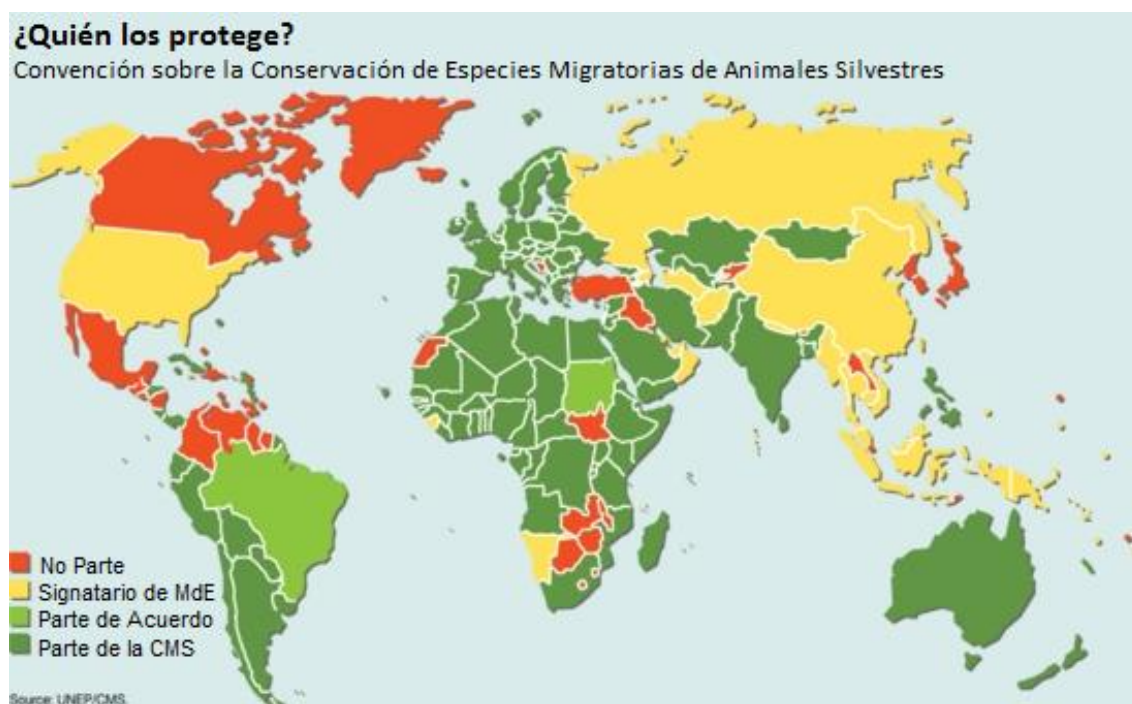 ¿Quién los protege?
Convención sobre la Conservación de Especies Migratorias de Animales Silvestres
No Parte
Signatario de MdE
Parte de Acuerdo
Parte de la CMS
Source: UNEP/CMS.